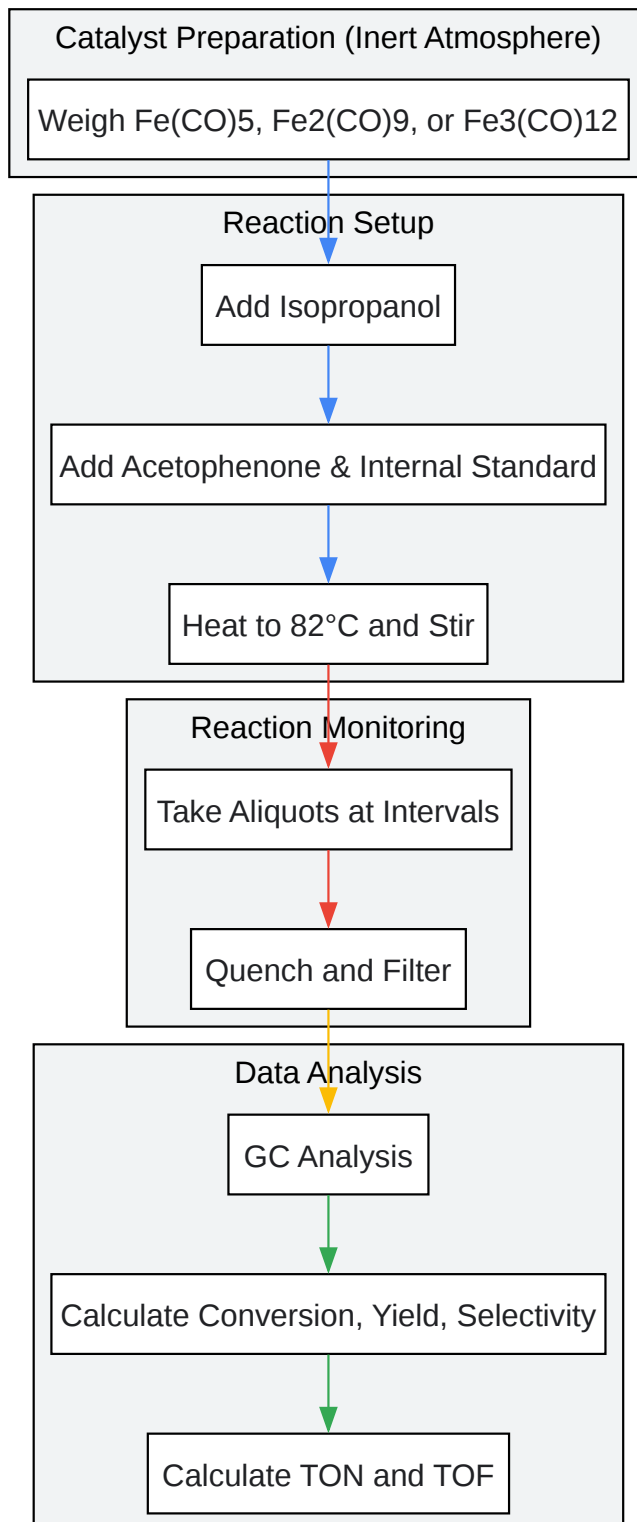 Catalyst Preparation (Inert Atmosphere)
Weigh Fe(CO)5, Fe2(CO)9, or Fe3(CO)12
Reaction Setup
Add Isopropanol
Add Acetophenone & Internal Standard
Heat to 82°C and Stir
Reaction Monitoring
Take Aliquots at Intervals
Quench and Filter
Data Analysis
GC Analysis
Calculate Conversion, Yield, Selectivity
Calculate TON and TOF